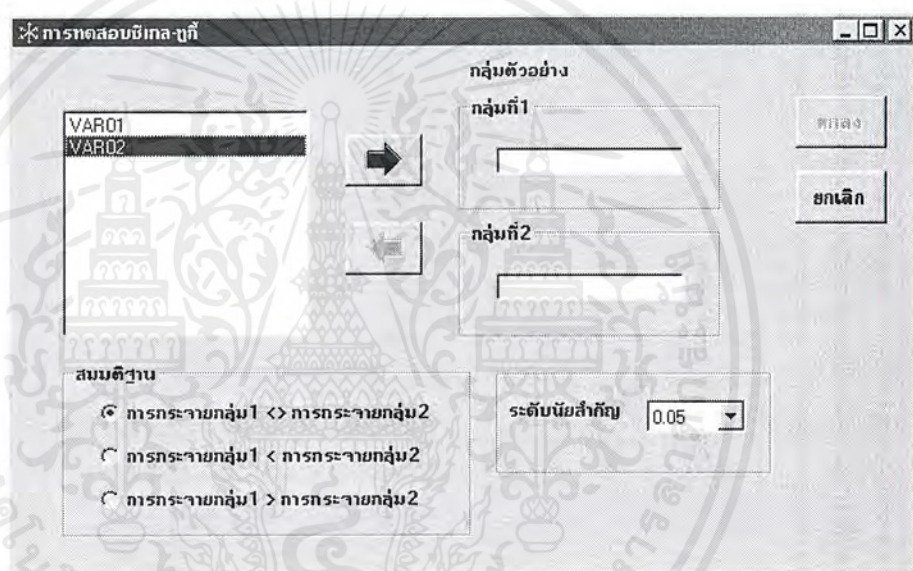 การทดสอบซีเกล-ทูกี้
กลุ่มตัวอย่าง
VAR01
VAR02
กลุ่มที่1
ตกลง
ยกเลิก
กลุ่มที่2
สมมติฐาน
การกระจายกลุ่ม1 <> การกระจายกลุ่ม2
การกระจายกลุ่ม1 < การกระจายกลุ่ม2
การกระจายกลุ่ม1 > การกระจายกลุ่ม2
ระดับนัยสำคัญ 0.05